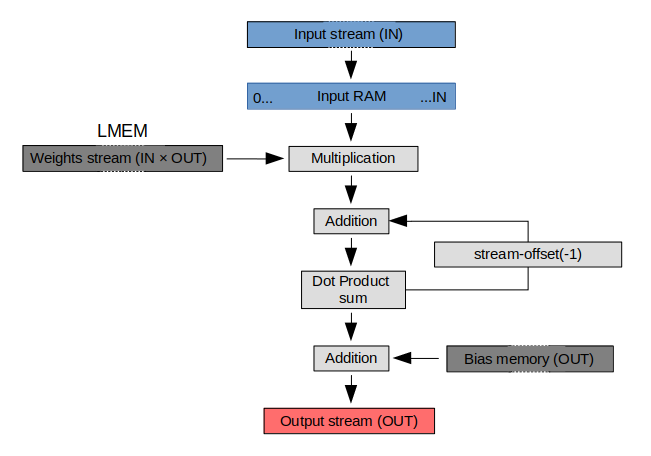 Input stream (IN)
0... Input RAM ...IN
LMEM
Weights stream (IN × OUT)
Multiplication
Addition
stream-offset(-1)
Dot Product
sum
Addition
Bias memory (OUT)
Output stream (OUT)